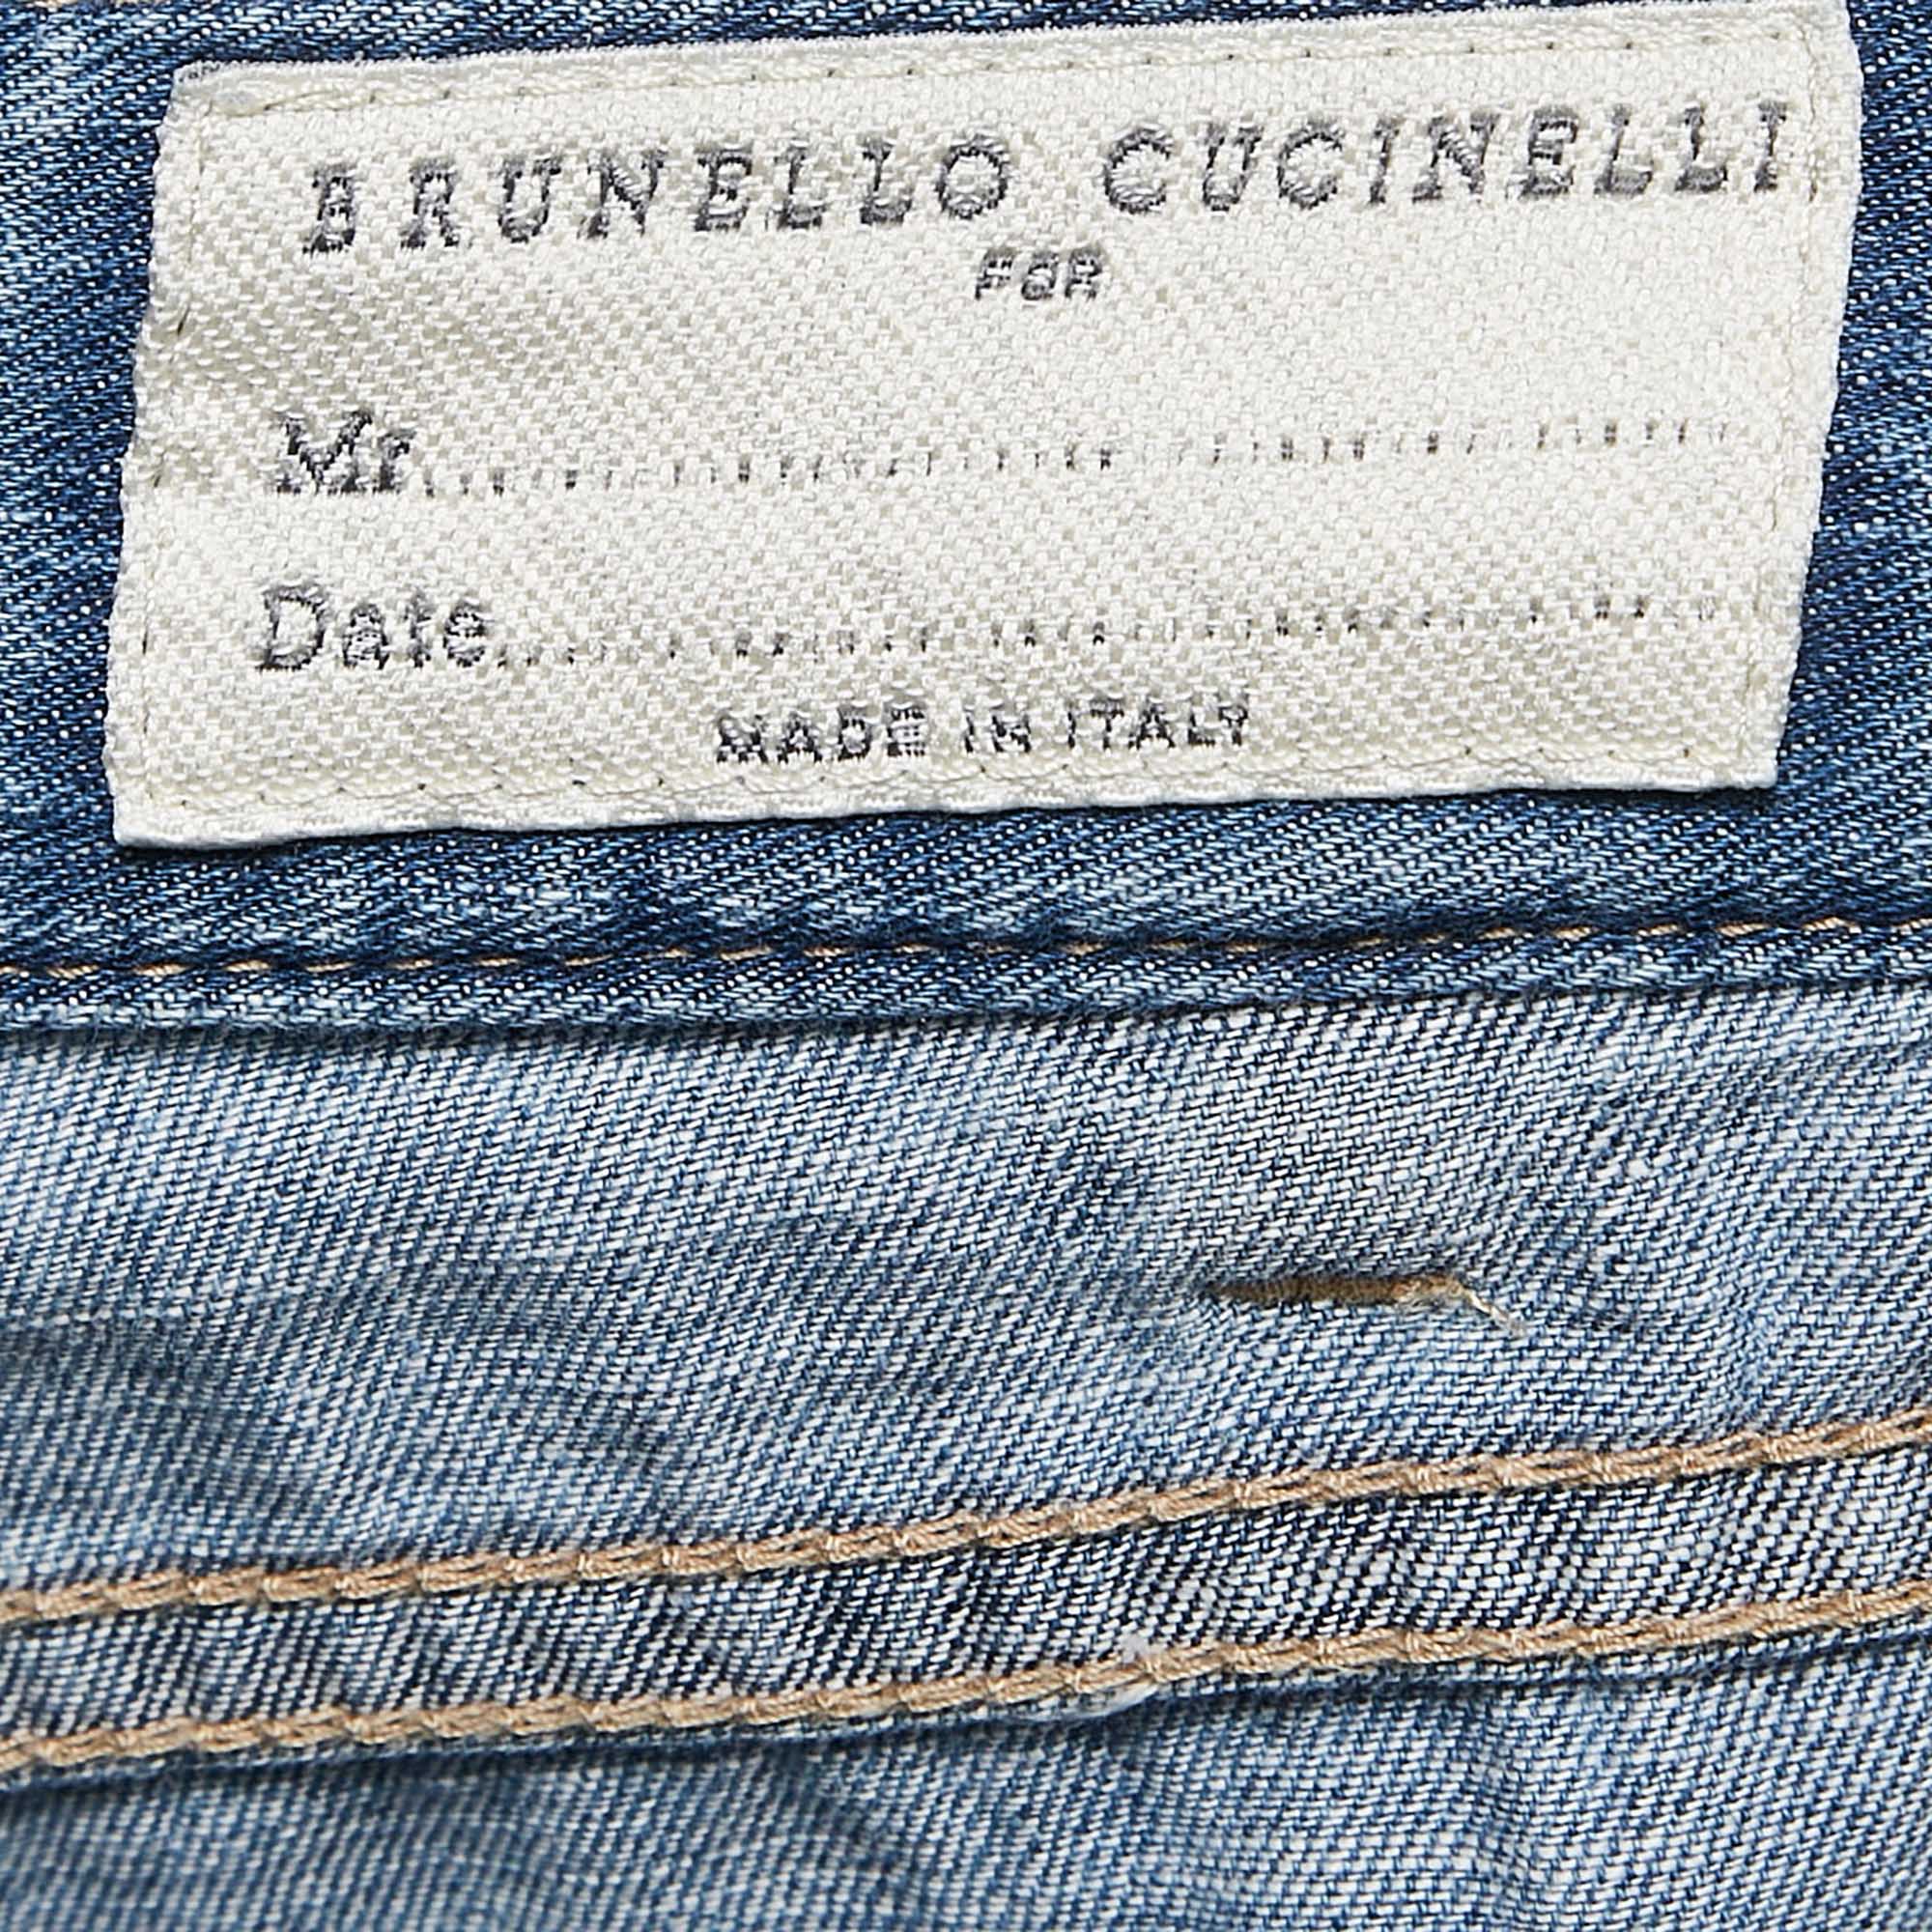 BRUNELLO CUCINELLI
FOR
Mr..................................................
Date..................................................
MADE IN ITALY